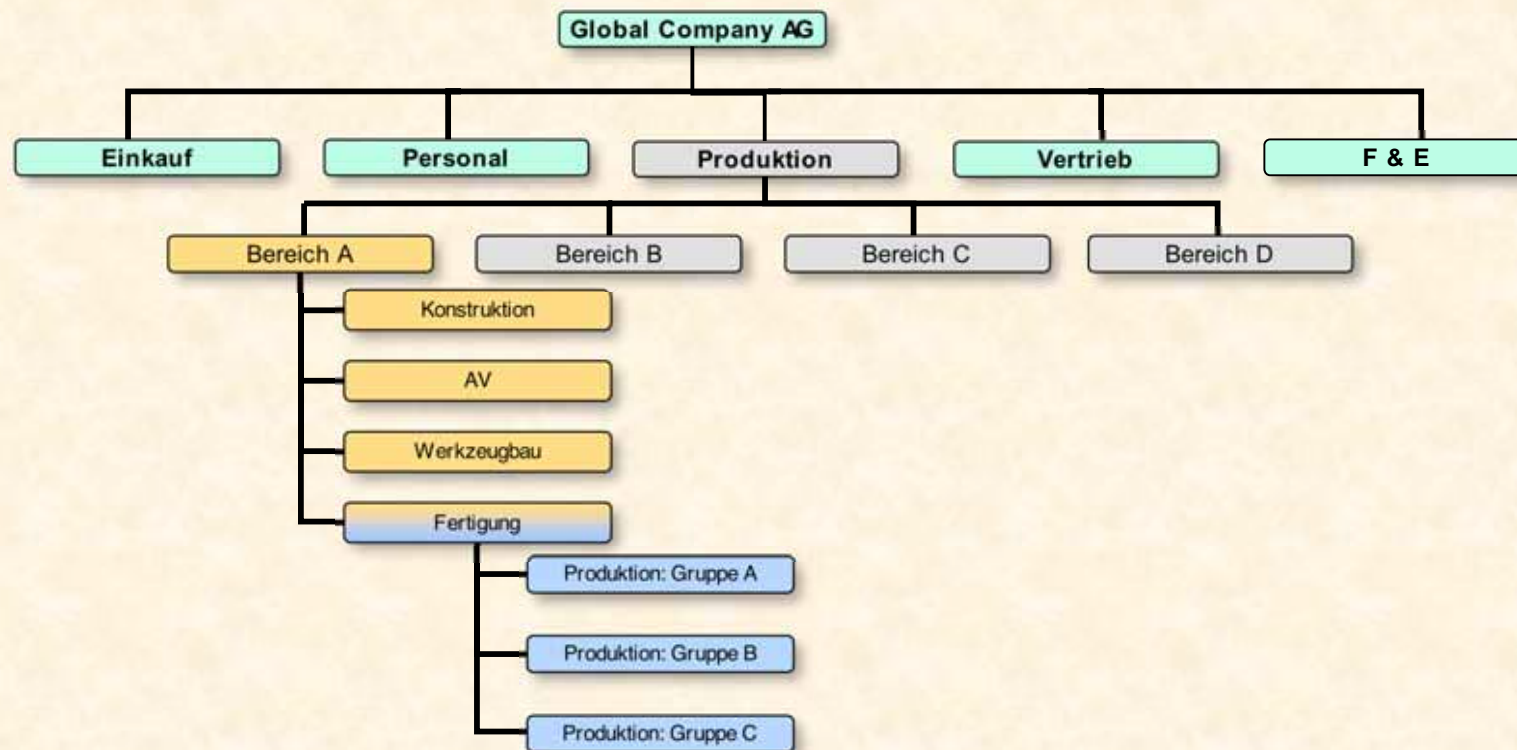 Global Company AG
Einkauf
Personal
Produktion
Vertrieb
F & E
Bereich A
Bereich B
Bereich C
Bereich D
Konstruktion
AV
Werkzeugbau
Fertigung
Produktion: Gruppe A
Produktion: Gruppe B
Produktion: Gruppe C